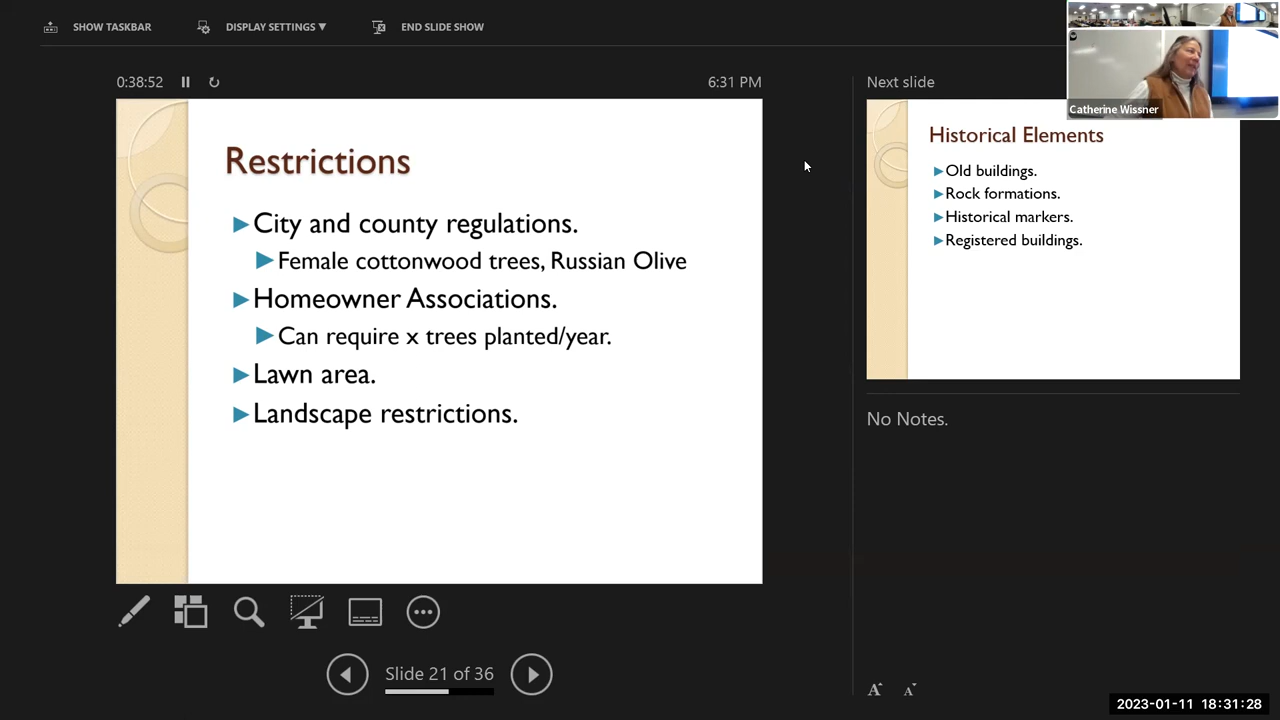 SHOW TASKBAR
DISPLAY SETTINGS ▼
END SLIDE SHOW
0:38:52
6:31 PM
Restrictions
►City and county regulations.
►Female cottonwood trees, Russian Olive
►Homeowner Associations.
►Can require x trees planted/year.
►Lawn area.
►Landscape restrictions.
Slide 21 of 36
Next slide
Catherine Wissner
Historical Elements
►Old buildings.
►Rock formations.
►Historical markers.
►Registered buildings.
No Notes.
A A
2023-01-11 18:31:28